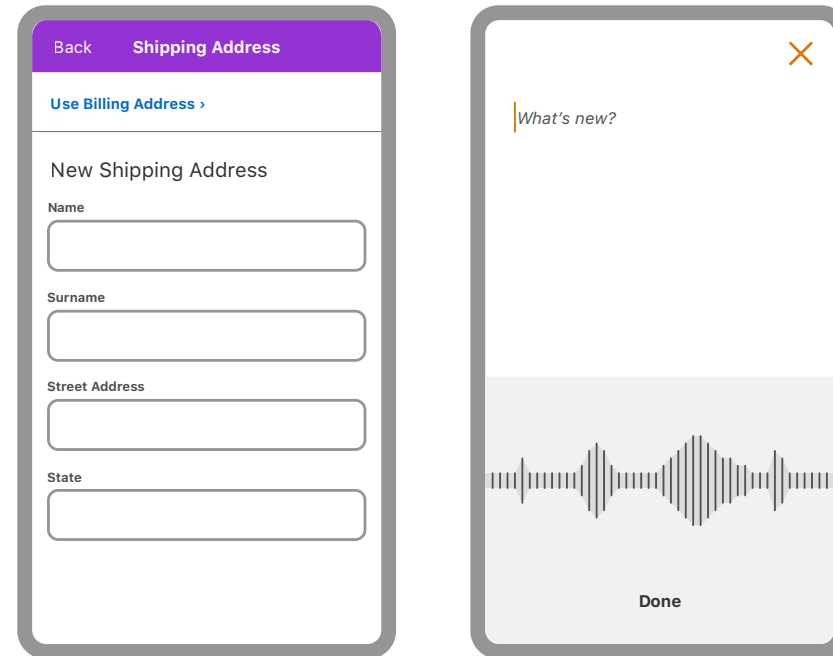 Back Shipping Address
Use Billing Address ›
New Shipping Address
Name
Surname
Street Address
State
What’s new?
Done